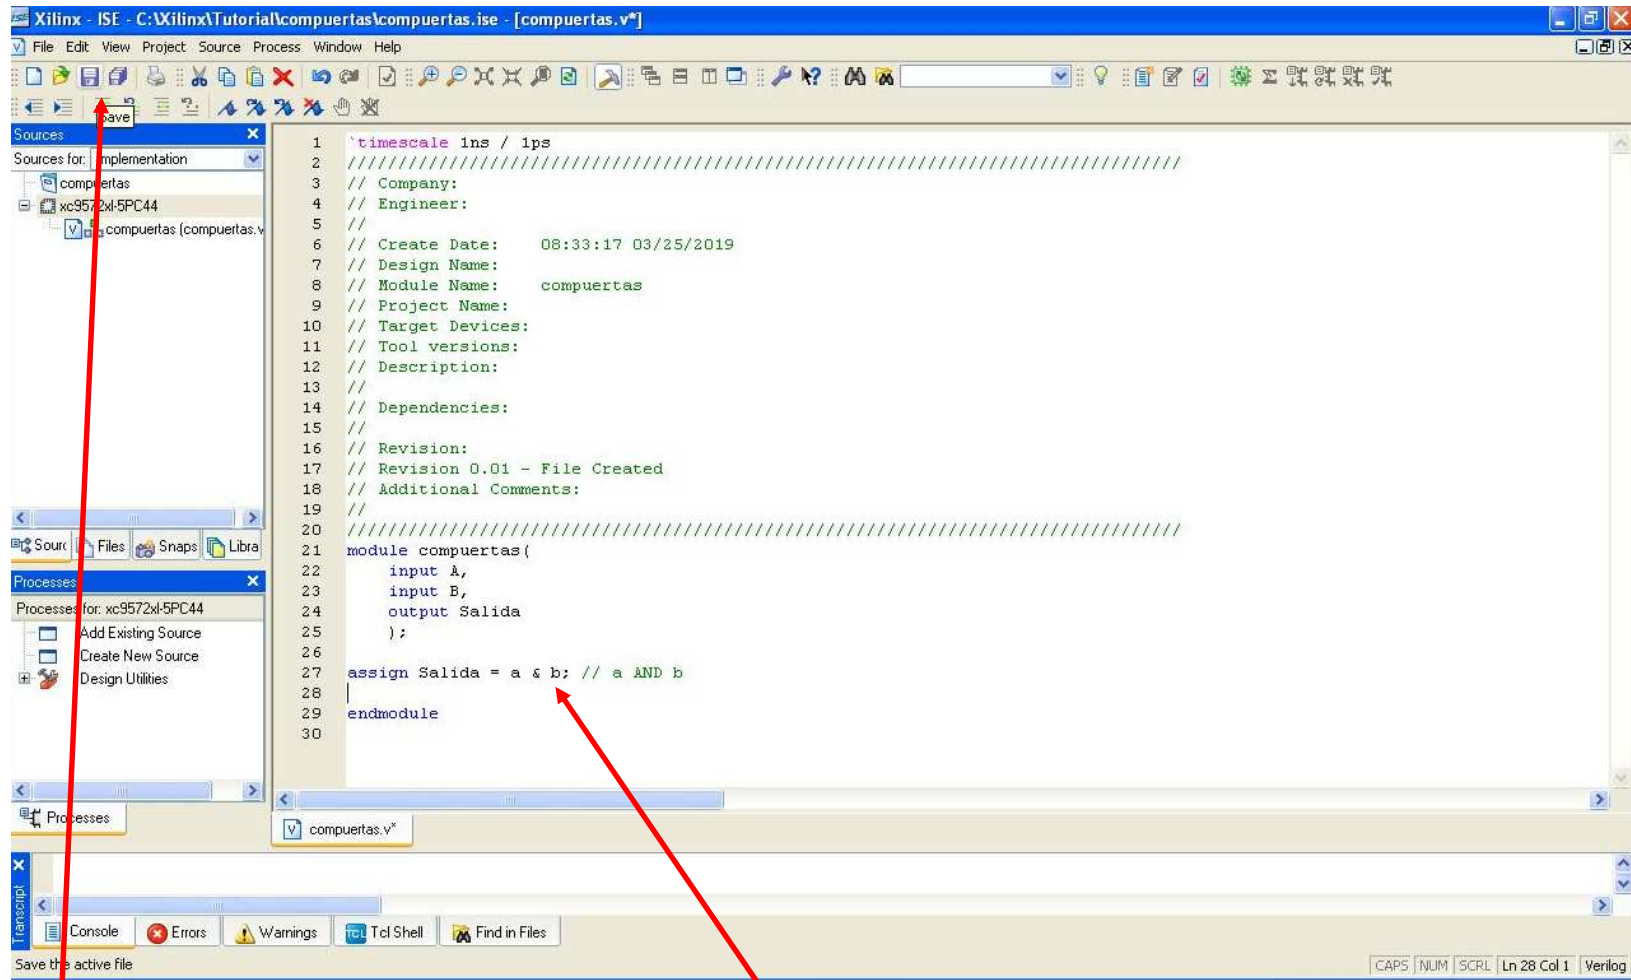 Xilinx - ISE - C:\Xilinx\Tutorial\compuertas\compuertas.ise - [compuertas.v*]
File Edit View Project Source Process Window Help
Save
Sources
Sources for: Implementation
compuertas
xc9572xl-5PC44
compuertas (compuertas.v
Sourc Files Snaps Libra
Processes
Processes for: xc9572xl-5PC44
Add Existing Source
Create New Source
Design Utilities
Processes
1 `timescale 1ns / 1ps
2 ////////////////////////////////////////////////////////////////////////////////
3 // Company:
4 // Engineer:
5 //
6 // Create Date:    08:33:17 03/25/2019
7 // Design Name:
8 // Module Name:    compuertas
9 // Project Name:
10 // Target Devices:
11 // Tool versions:
12 // Description:
13 //
14 // Dependencies:
15 //
16 // Revision:
17 // Revision 0.01 - File Created
18 // Additional Comments:
19 //
20 ////////////////////////////////////////////////////////////////////////////////
21 module compuertas(
22     input A,
23     input B,
24     output Salida
25     );
26
27 assign Salida = a & b; // a AND b
28
29 endmodule
30
compuertas.v*
Transcript
Console Errors Warnings Tcl Shell Find in Files
Save the active file
CAPS NUM SCRL Ln 28 Col 1 Verilog